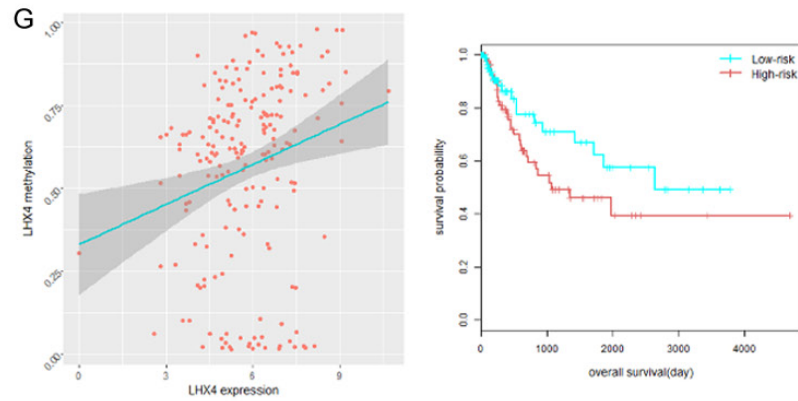 G
1.00
0.75
0.50
0.25
0.00
LHX4 methylation
0 3 6 9
LHX4 expression
Low-risk
High-risk
1.0
0.8
0.6
0.4
0.2
0.0
survival probability
0 1000 2000 3000 4000
overall survival(day)